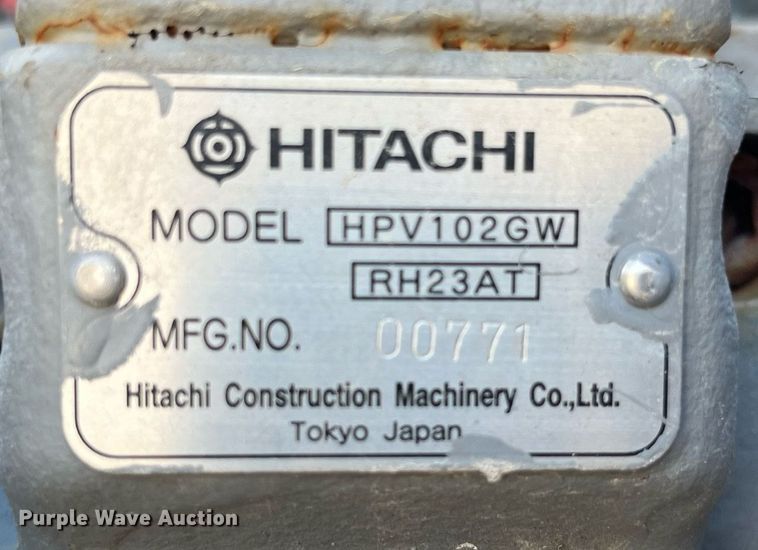 HITACHI
MODEL HPV102GW
RH23AT
MFG.NO. 00771
Hitachi Construction Machinery Co.,Ltd.
Tokyo Japan
Purple Wave Auction